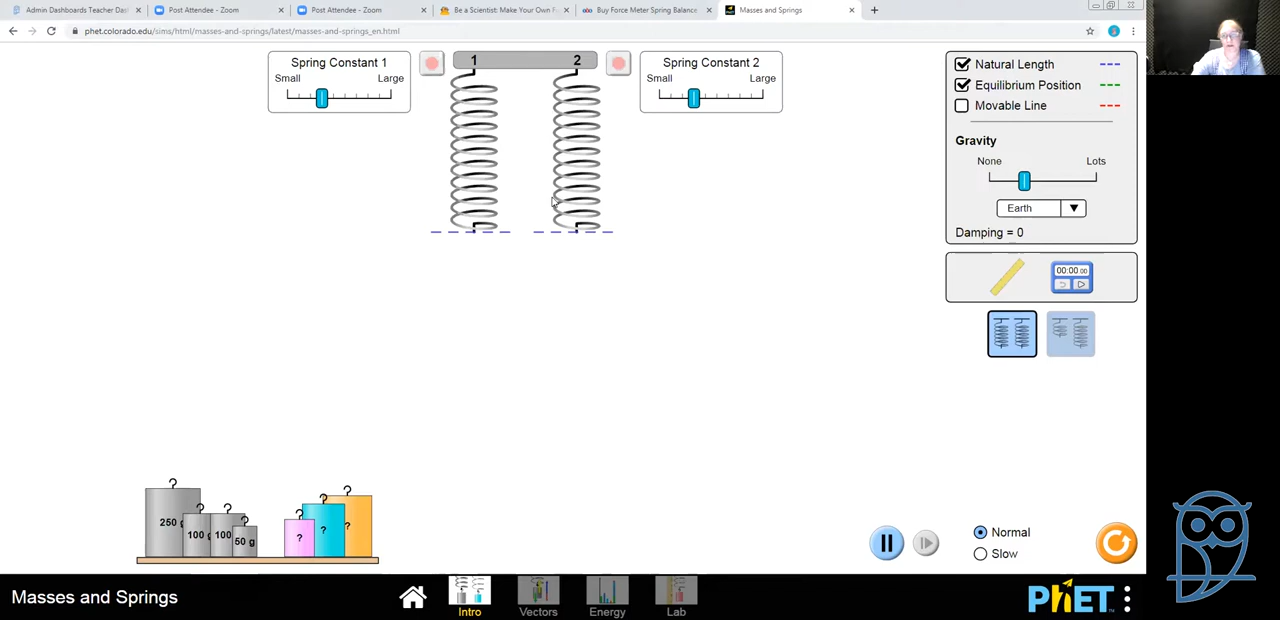 Admin Dashboards Teacher Das
Post Attendee - Zoom
Post Attendee - Zoom
Be a Scientist: Make Your Own F
Buy Force Meter Spring Balance
Masses and Springs
phet.colorado.edu/sims/html/masses-and-springs/latest/masses-and-springs_en.html
Spring Constant 1
Small Large
1 2
Spring Constant 2
Small Large
Natural Length
Equilibrium Position
Movable Line
Gravity
None Lots
Earth
Damping = 0
00:00.00
250 g
100 g
100
50 g
?
?
?
Normal
Slow
Masses and Springs
Intro
Vectors
Energy
Lab
PhET